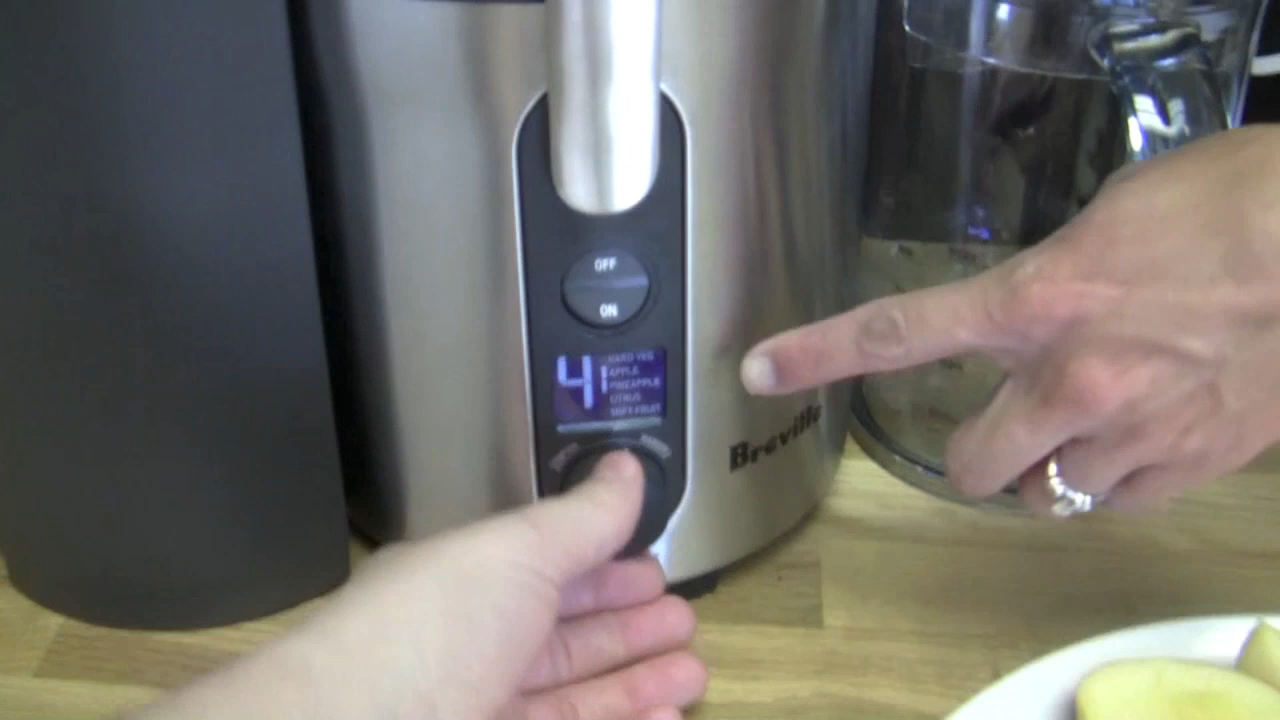 OFF
ON
4
HARD VEG
APPLE
PINEAPPLE
CITRUS
SOFT FRUIT
Breville